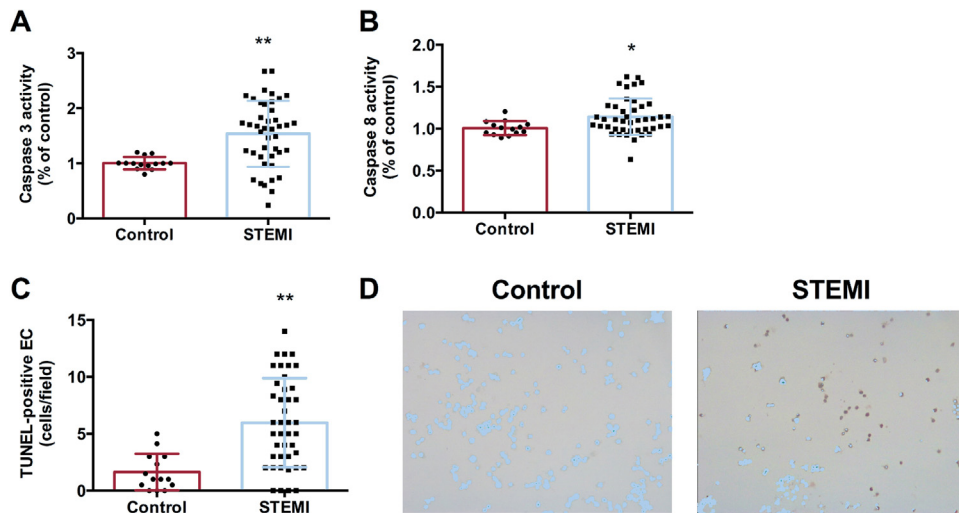 A
**
3
2
1
0
Caspase 3 activity
(% of control)
Control
STEMI
B
*
2.0
1.5
1.0
0.5
0.0
Caspase 8 activity
(% of control)
Control
STEMI
C
**
15
10
5
0
TUNEL-positive EC
(cells/field)
Control
STEMI
D
Control
STEMI